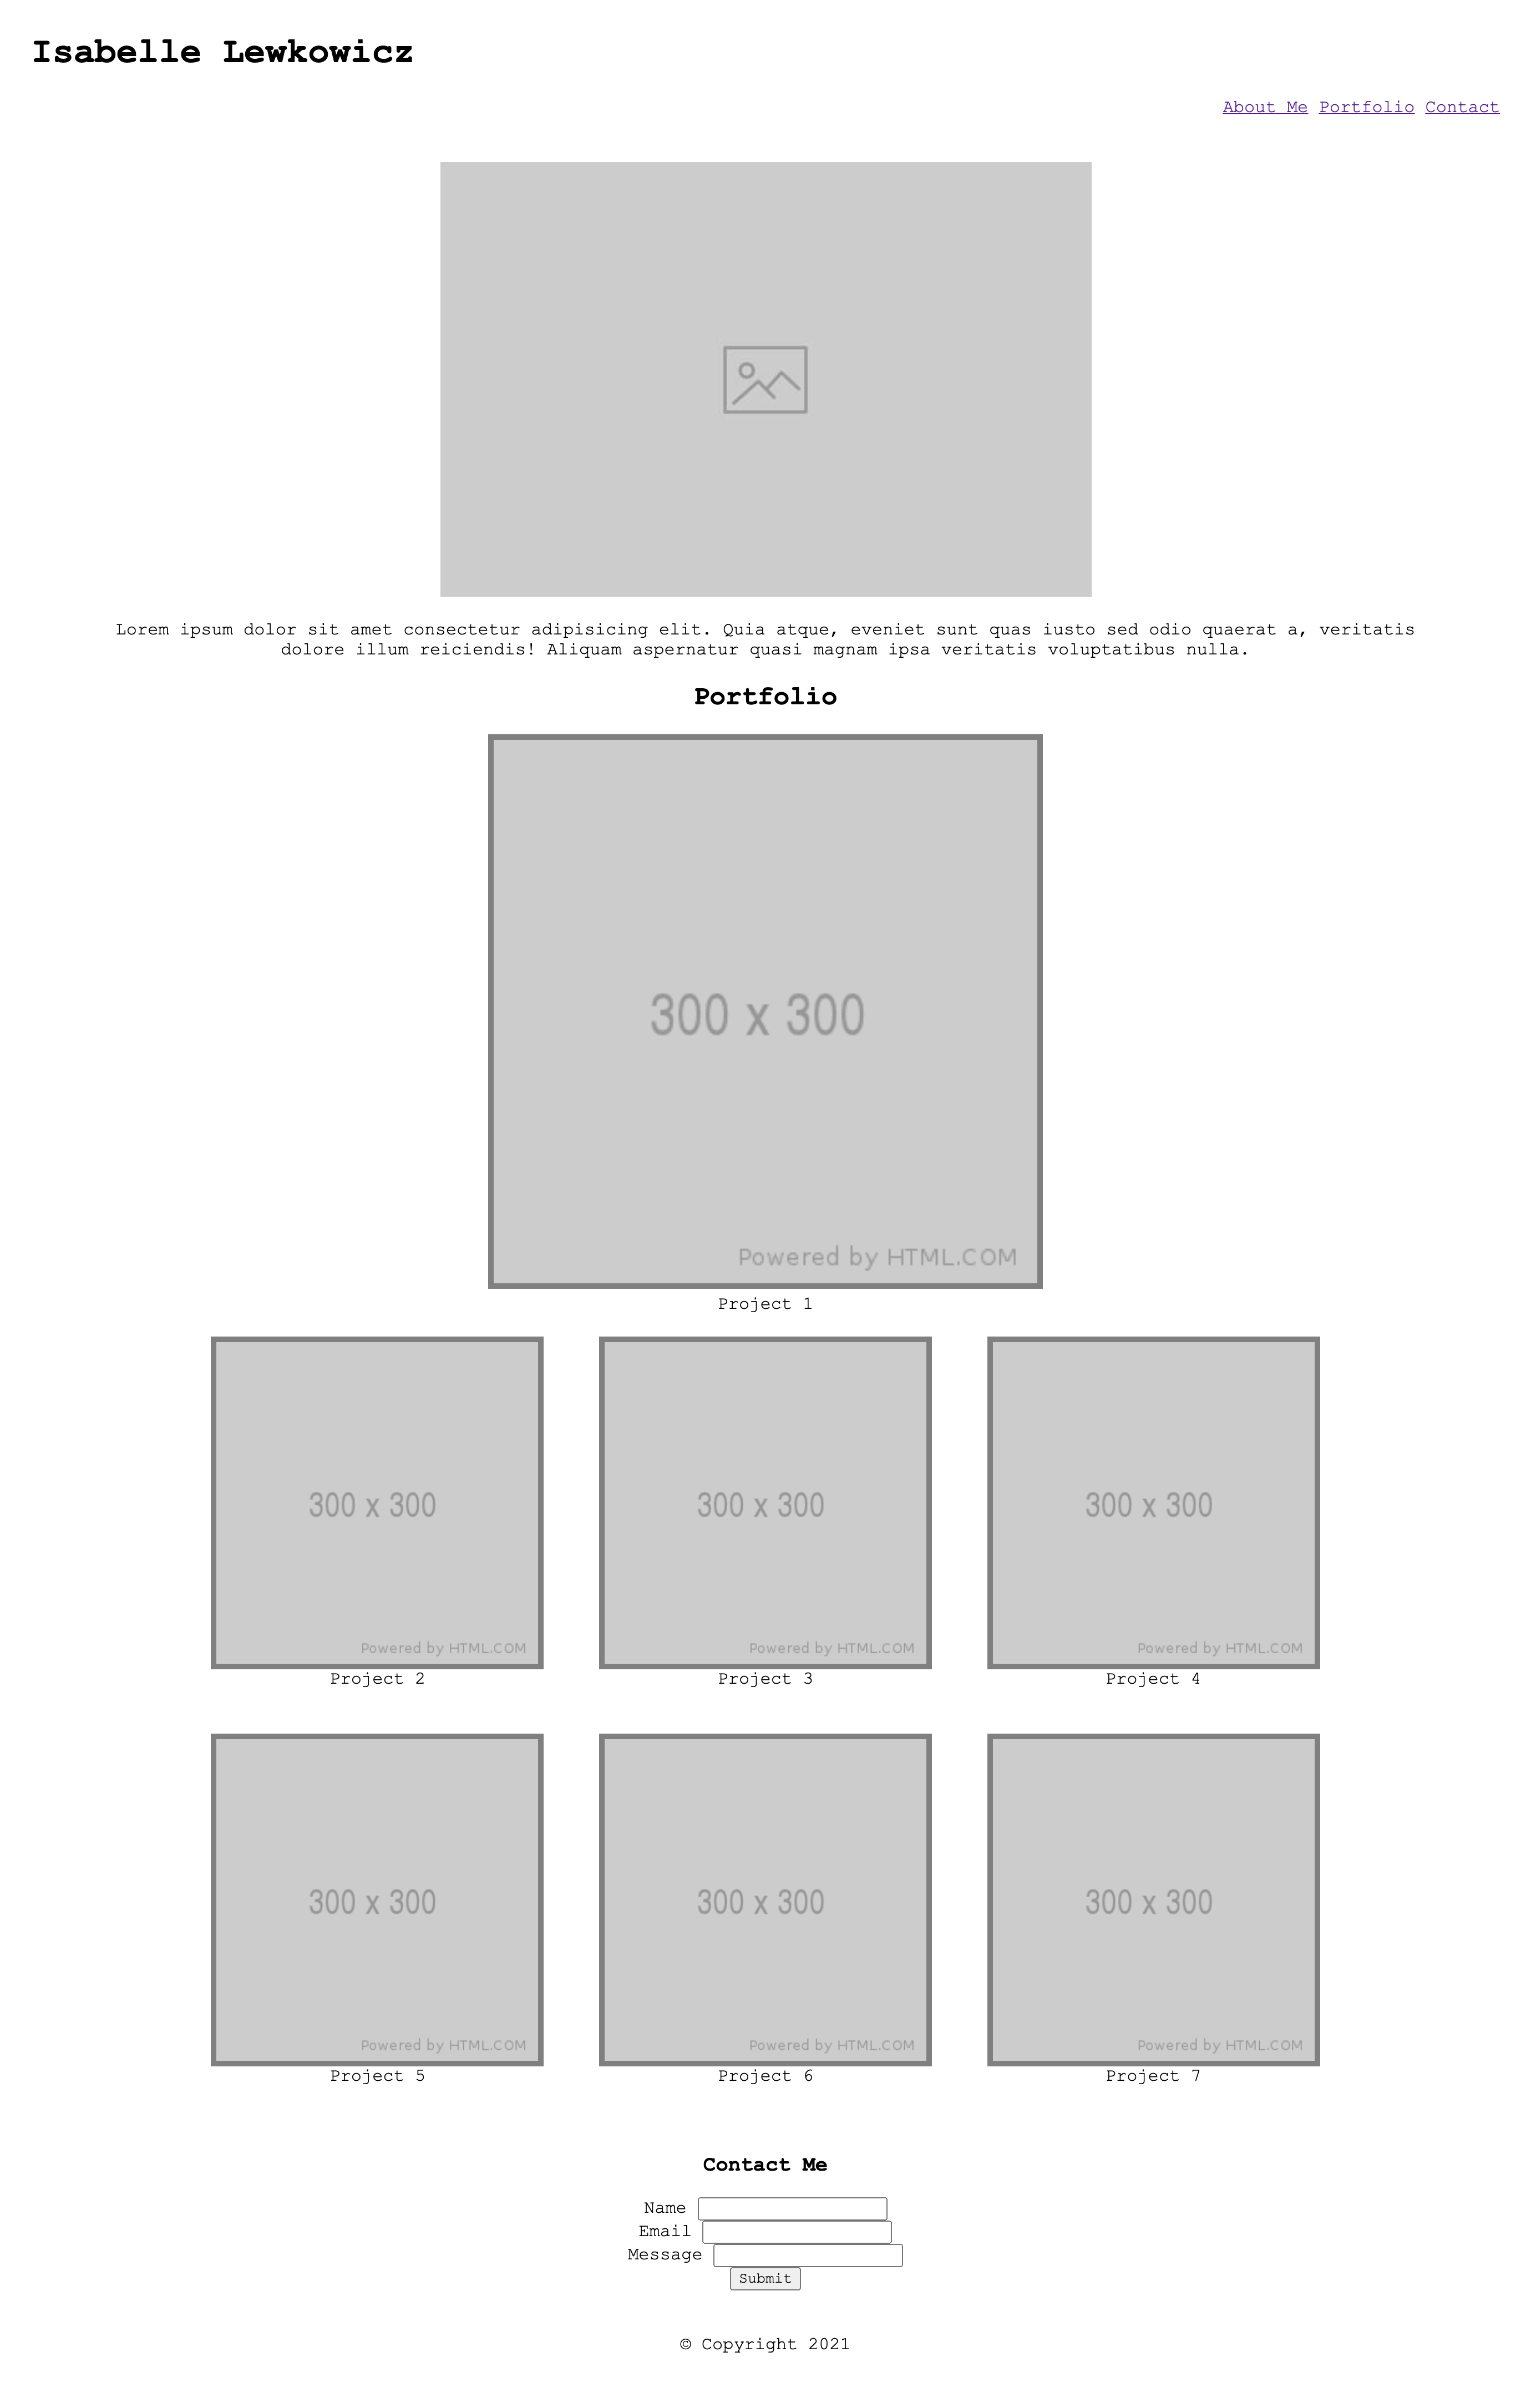 Isabelle Lewkowicz
About Me Portfolio Contact
Lorem ipsum dolor sit amet consectetur adipisicing elit. Quia atque, eveniet sunt quas iusto sed odio quaerat a, veritatis
dolore illum reiciendis! Aliquam aspernatur quasi magnam ipsa veritatis voluptatibus nulla.
Portfolio
300 x 300
Powered by HTML.COM
Project 1
300 x 300
Powered by HTML.COM
Project 2
300 x 300
Powered by HTML.COM
Project 3
300 x 300
Powered by HTML.COM
Project 4
300 x 300
Powered by HTML.COM
Project 5
300 x 300
Powered by HTML.COM
Project 6
300 x 300
Powered by HTML.COM
Project 7
Contact Me
Name
Email
Message
Submit
© Copyright 2021